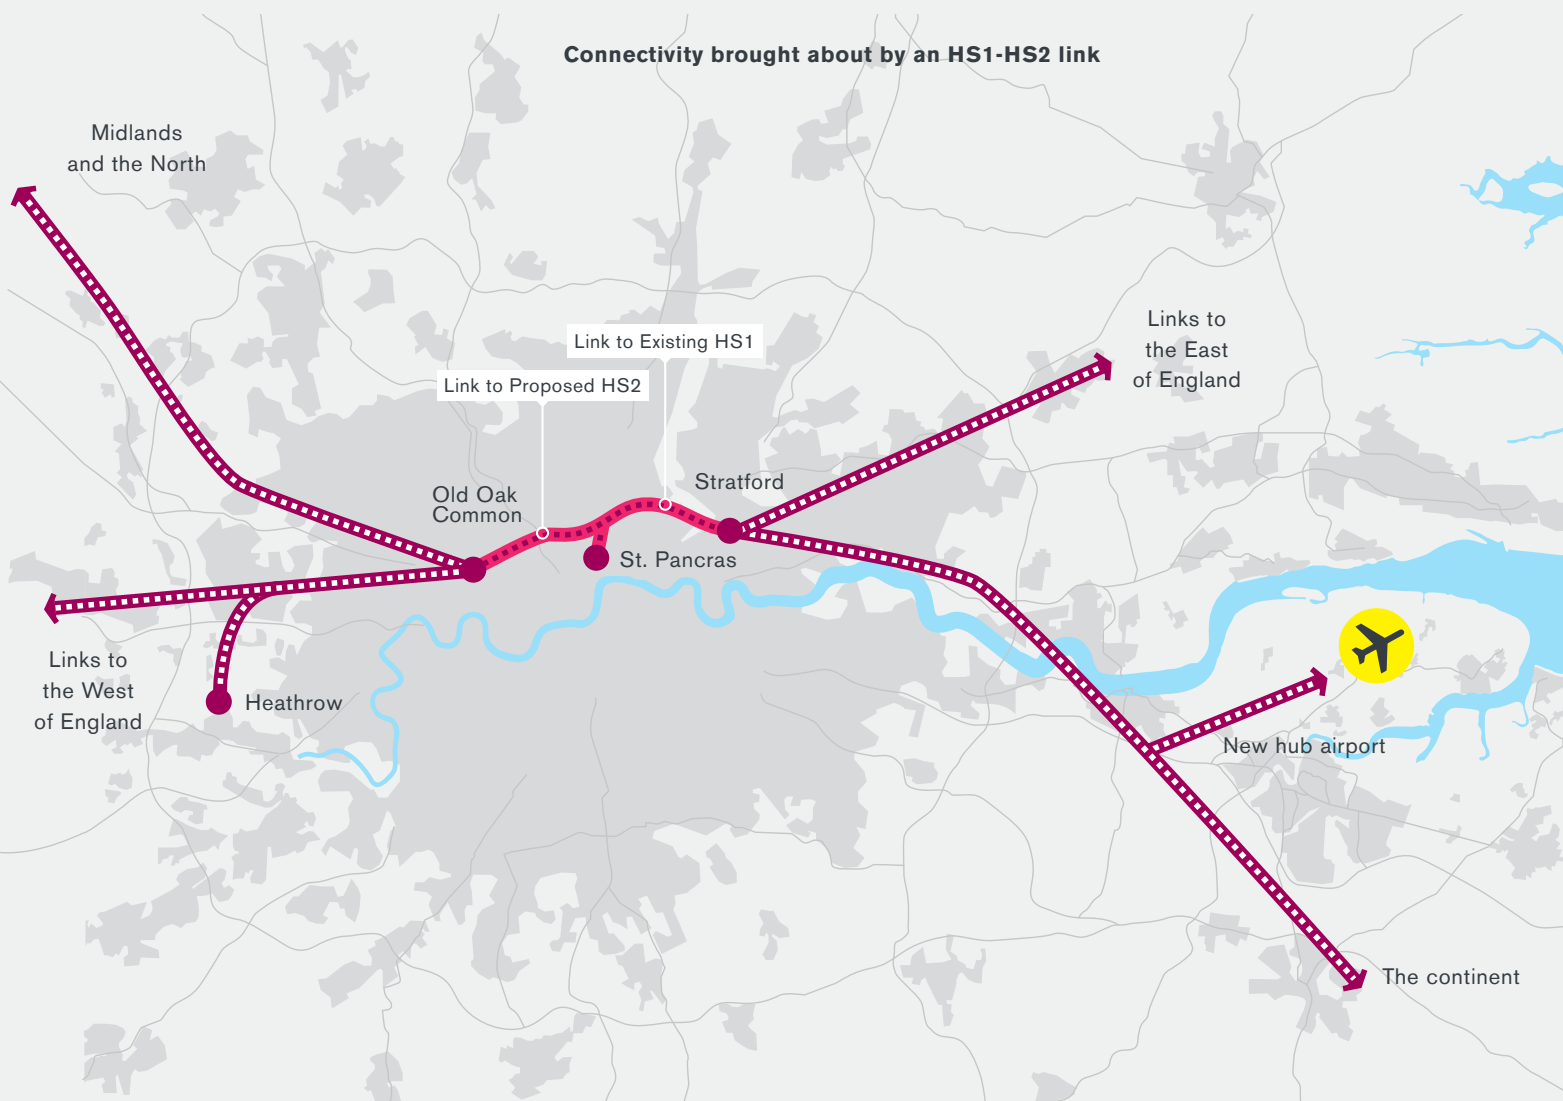 Connectivity brought about by an HS1-HS2 link
Midlands
and the North
Links to
the East
of England
Link to Existing HS1
Link to Proposed HS2
Stratford
Old Oak
Common
St. Pancras
Links to
the West
of England
Heathrow
New hub airport
The continent